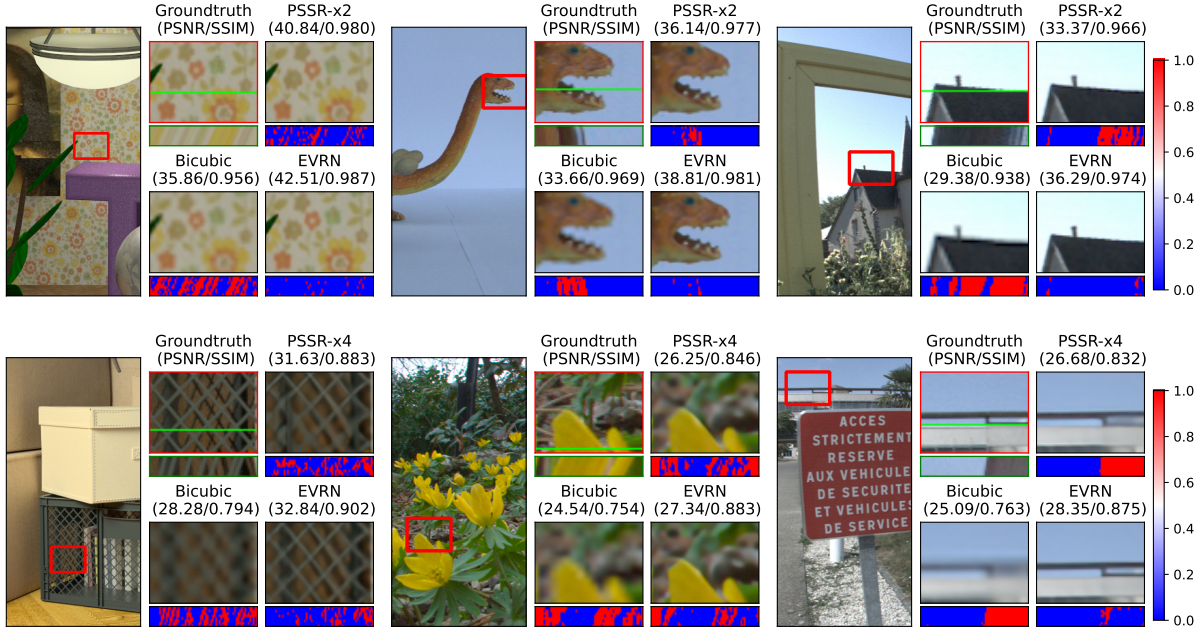 Groundtruth
(PSNR/SSIM)
PSSR-x2
(40.84/0.980)
Bicubic
(35.86/0.956)
EVRN
(42.51/0.987)
Groundtruth
(PSNR/SSIM)
PSSR-x2
(36.14/0.977)
Bicubic
(33.66/0.969)
EVRN
(38.81/0.981)
Groundtruth
(PSNR/SSIM)
PSSR-x2
(33.37/0.966)
Bicubic
(29.38/0.938)
EVRN
(36.29/0.974)
1.0
0.8
0.6
0.4
0.2
0.0
Groundtruth
(PSNR/SSIM)
PSSR-x4
(31.63/0.883)
Bicubic
(28.28/0.794)
EVRN
(32.84/0.902)
Groundtruth
(PSNR/SSIM)
PSSR-x4
(26.25/0.846)
Bicubic
(24.54/0.754)
EVRN
(27.34/0.883)
ACCES
STRICTEMENT
RESERVE
AUX VEHICULE
DE SECURITE
ET VEHICULES
DE SERVICE
Groundtruth
(PSNR/SSIM)
PSSR-x4
(26.68/0.832)
Bicubic
(25.09/0.763)
EVRN
(28.35/0.875)
1.0
0.8
0.6
0.4
0.2
0.0